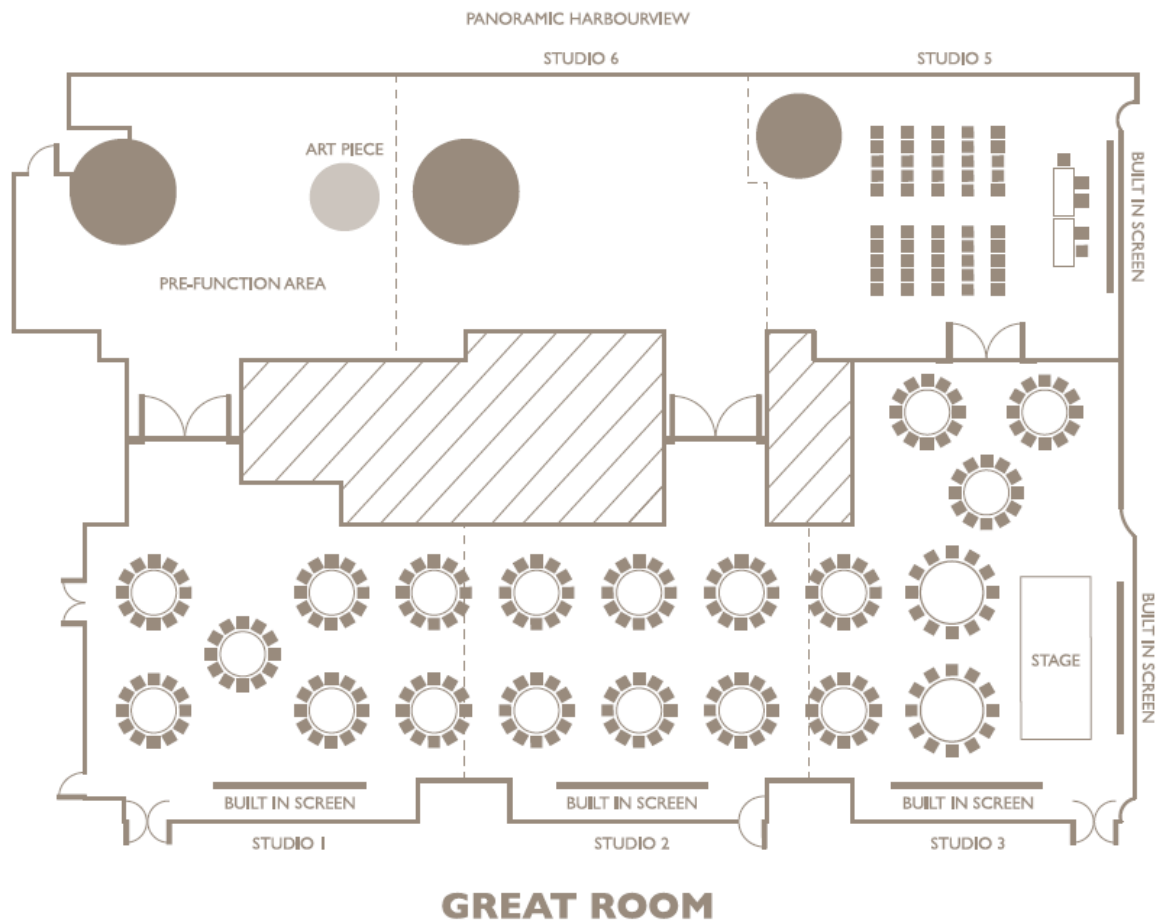 PANORAMIC HARBOURVIEW
STUDIO 6
STUDIO 5
ART PIECE
BUILT IN SCREEN
PRE-FUNCTION AREA
BUILT IN SCREEN
STAGE
BUILT IN SCREEN
BUILT IN SCREEN
BUILT IN SCREEN
STUDIO 1
STUDIO 2
STUDIO 3
GREAT ROOM